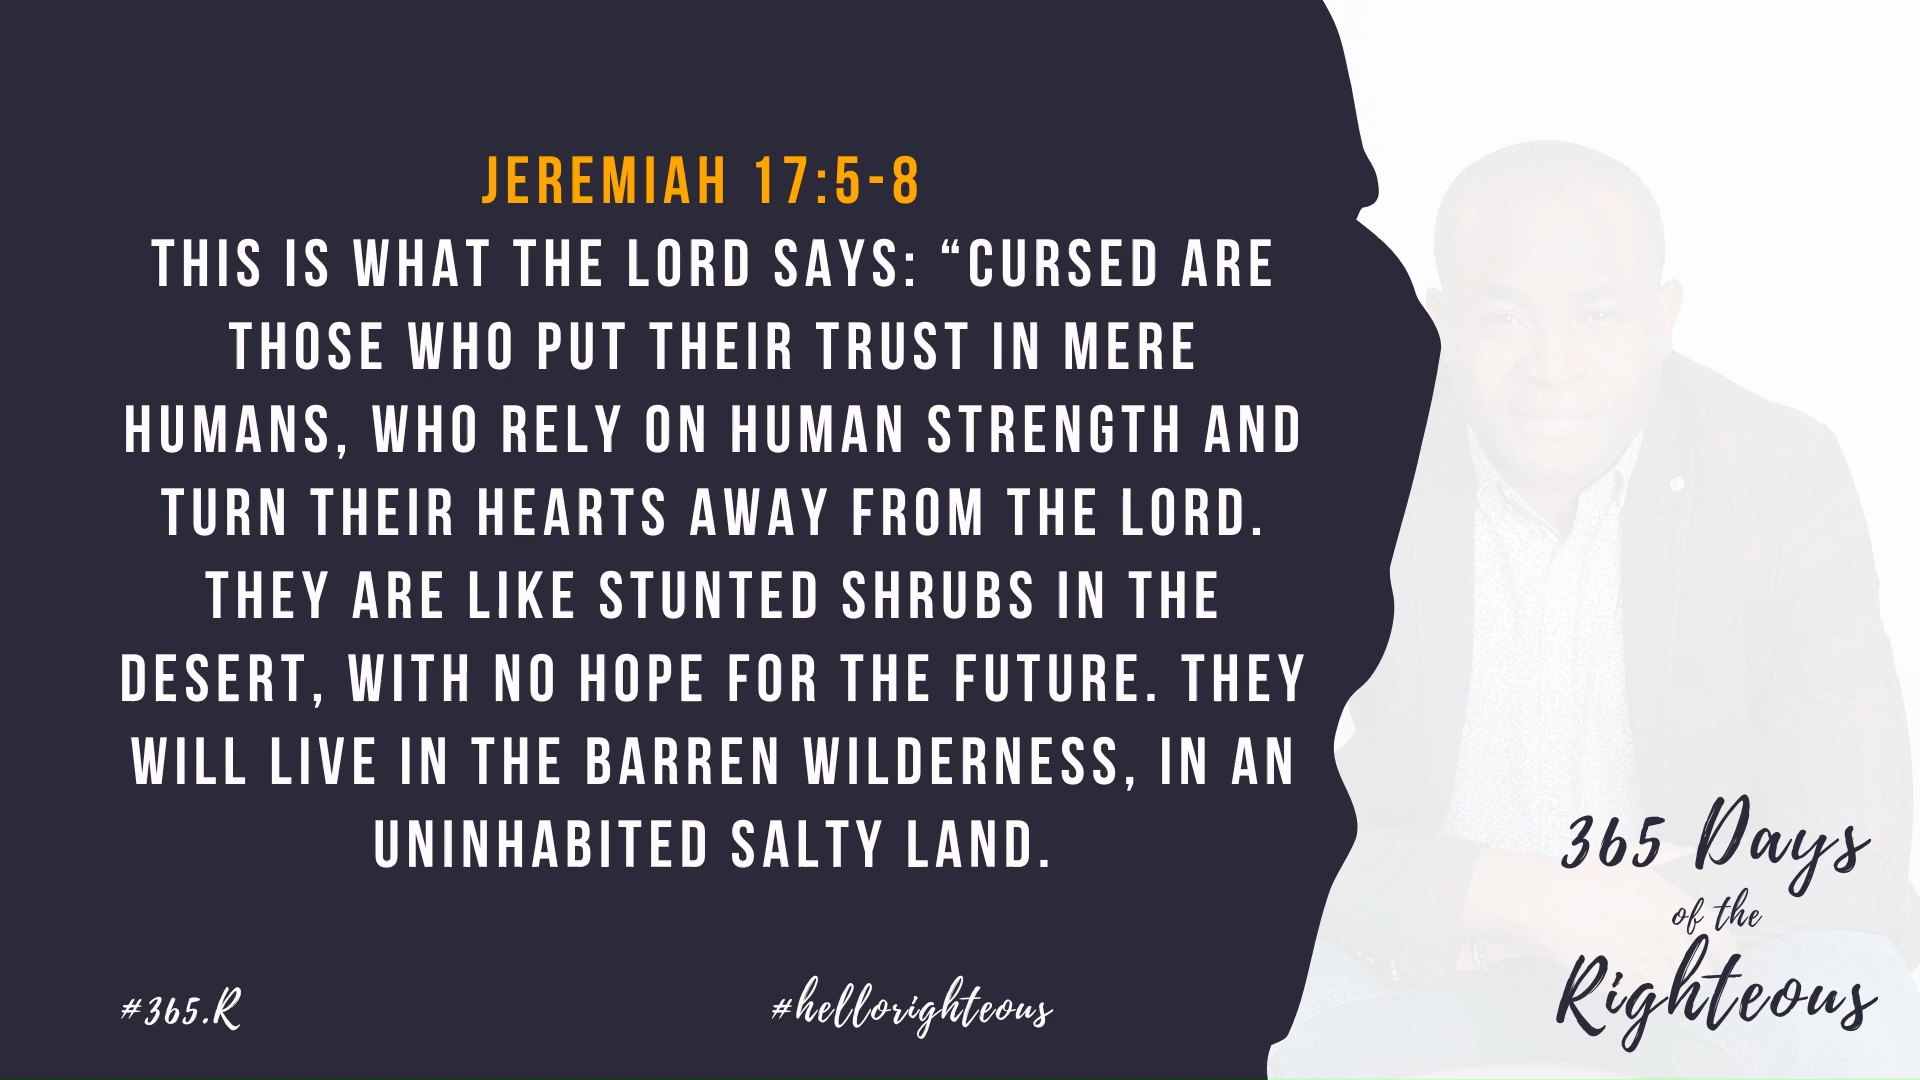 JEREMIAH 17:5-8
THIS IS WHAT THE LORD SAYS: “CURSED ARE
THOSE WHO PUT THEIR TRUST IN MERE
HUMANS, WHO RELY ON HUMAN STRENGTH AND
TURN THEIR HEARTS AWAY FROM THE LORD.
THEY ARE LIKE STUNTED SHRUBS IN THE
DESERT, WITH NO HOPE FOR THE FUTURE. THEY
WILL LIVE IN THE BARREN WILDERNESS, IN AN
UNINHABITED SALTY LAND.
#365.R
#hellorighteous
365 Days
of the
Righteous